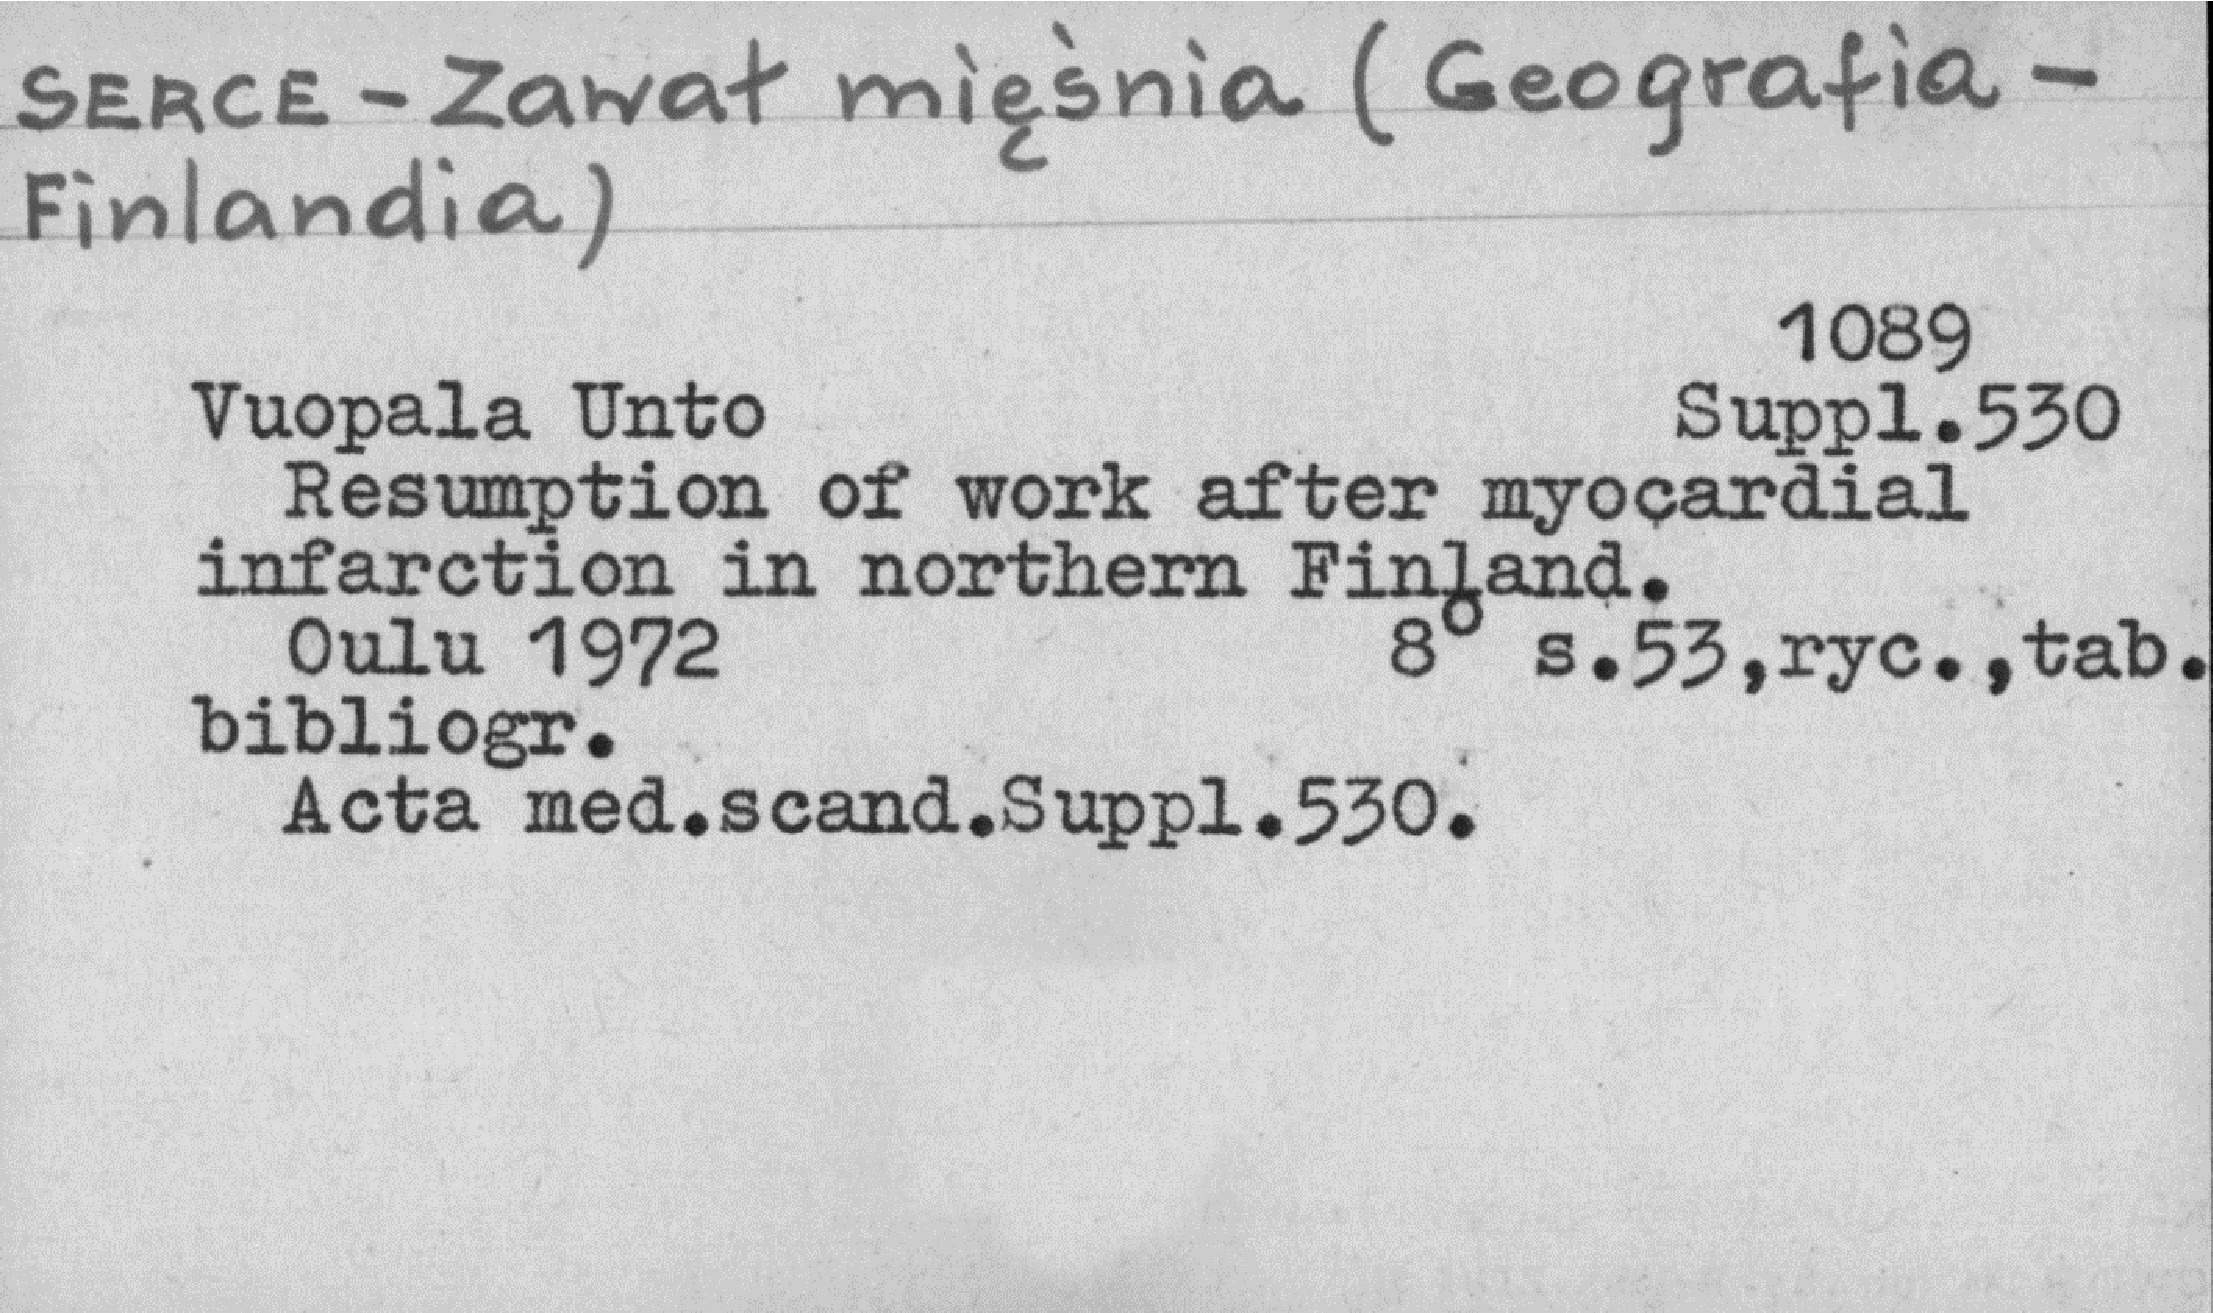 SERCE - Zawał mięśnia (Geografia -
Finlandia)
1089
Vuopala Unto Suppl.530
Resumption of work after myocardial
infarction in northern Finland.
Oulu 1972 8° s.53,ryc.,tab.
bibliogr.
Acta med.scand.Suppl.530.